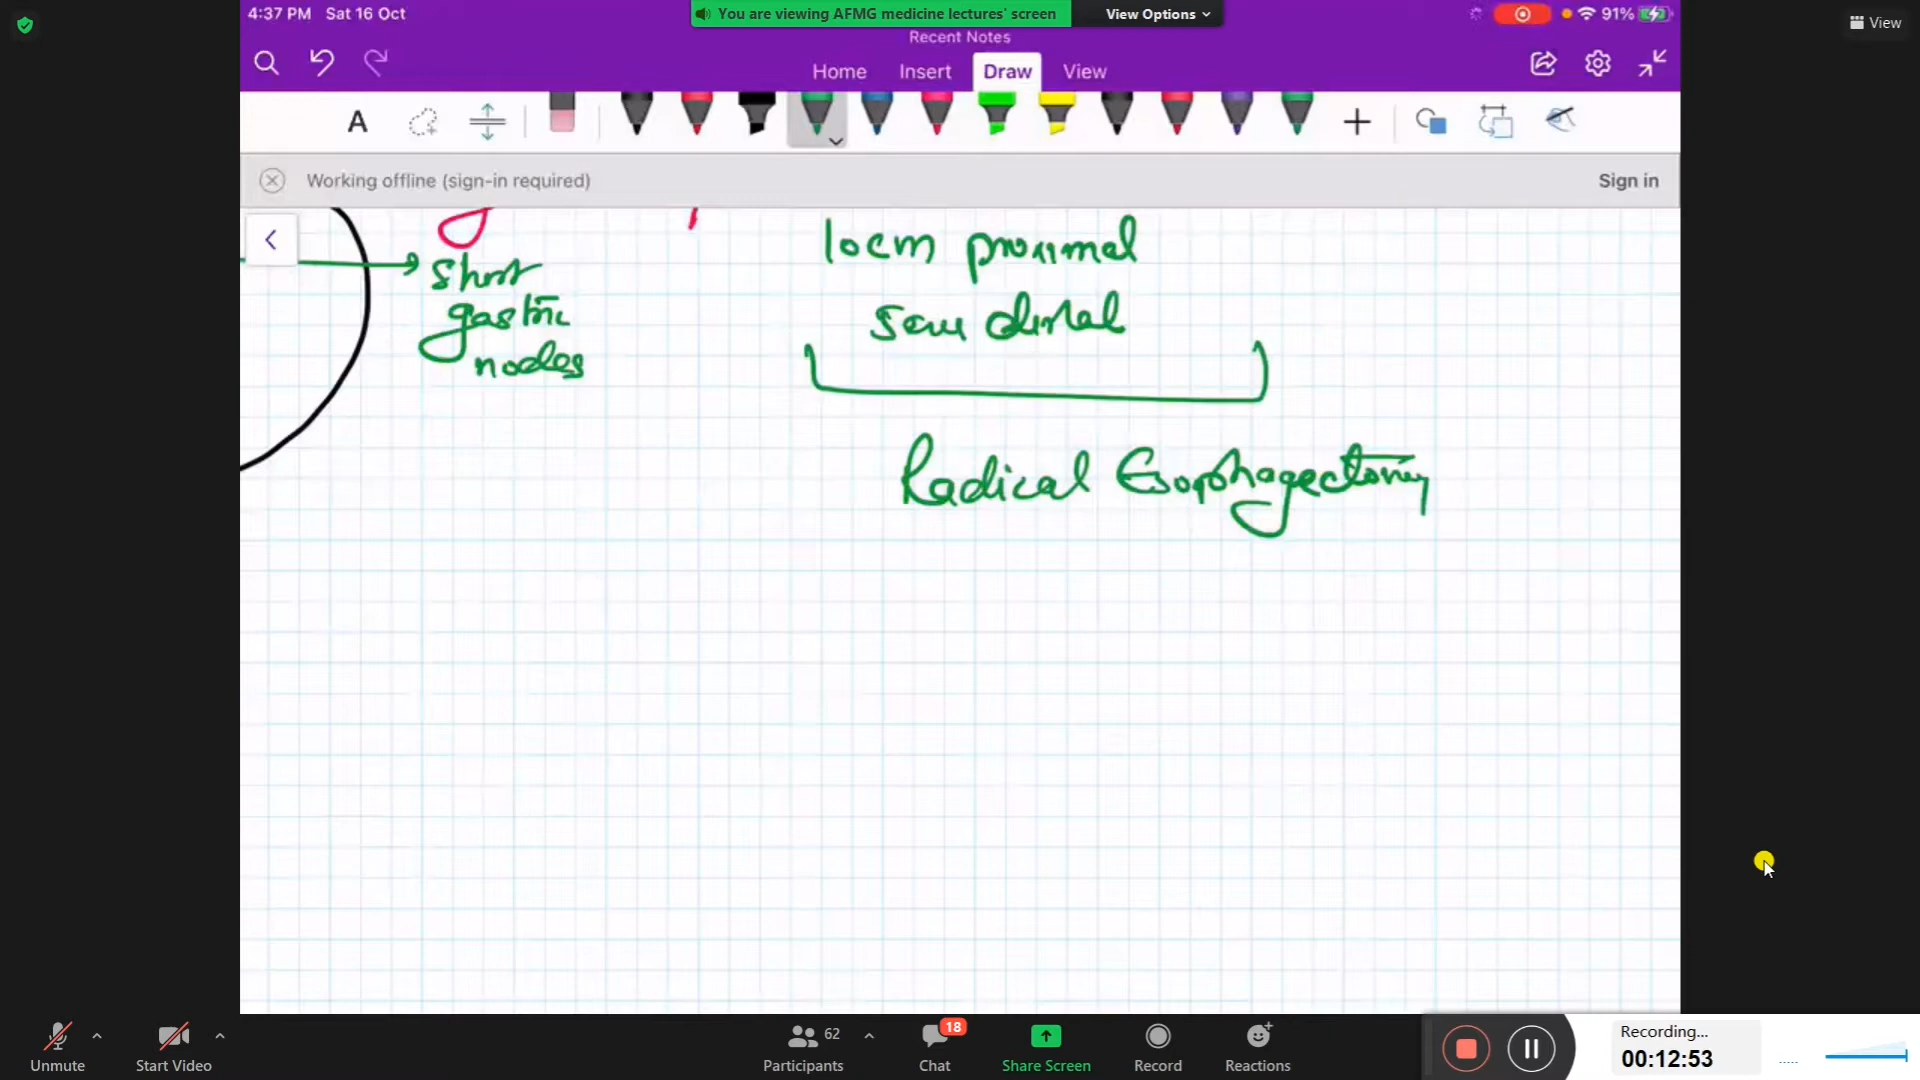 4:37 PM Sat 16 Oct
You are viewing AFMG medicine lectures' screen
View Options
91%
View
Recent Notes
Home Insert Draw View
A
Working offline (sign-in required)
Sign in
10cm proximal
5cm distal
Short
gastric
nodes
Radical Esophagectomy
Unmute
Start Video
62
Participants
18
Chat
Share Screen
Record
Reactions
Recording...
00:12:53